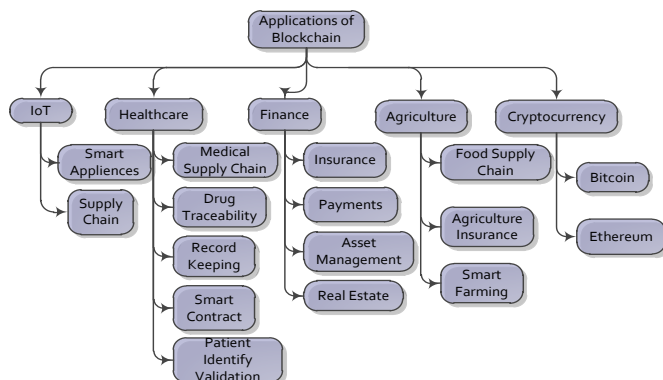 Applications of
Blockchain
IoT
Healthcare
Finance
Agriculture
Cryptocurrency
Smart
Appliences
Supply
Chain
Medical
Supply Chain
Drug
Traceability
Record
Keeping
Smart
Contract
Patient
Identify
Validation
Insurance
Payments
Asset
Management
Real Estate
Food Supply
Chain
Agriculture
Insurance
Smart
Farming
Bitcoin
Ethereum